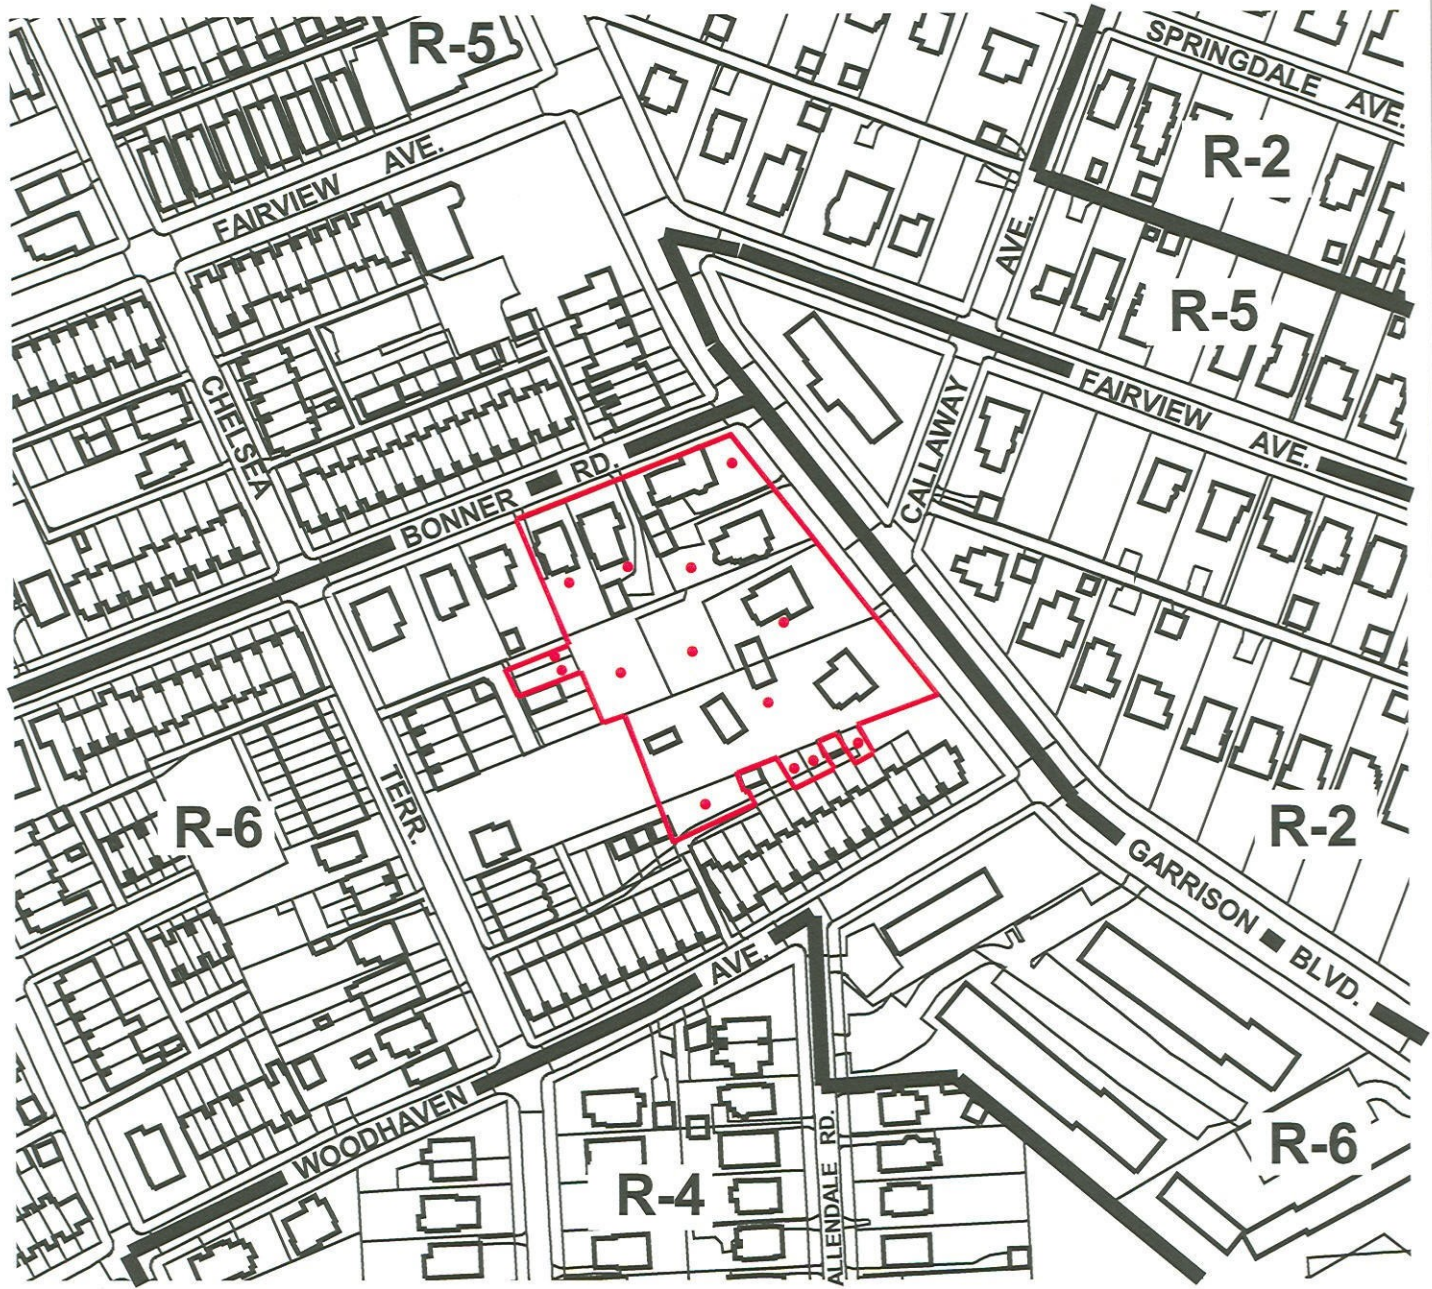 R-5
SPRINGDALE AVE.
R-2
FAIRVIEW AVE.
AVE.
R-5
CHELSEA
CALLAWAY
FAIRVIEW AVE.
BONNER RD.
TERR.
R-6
R-2
GARRISON BLVD.
AVE.
WOODHAVEN
R-4
ALLENDALE RD.
R-6